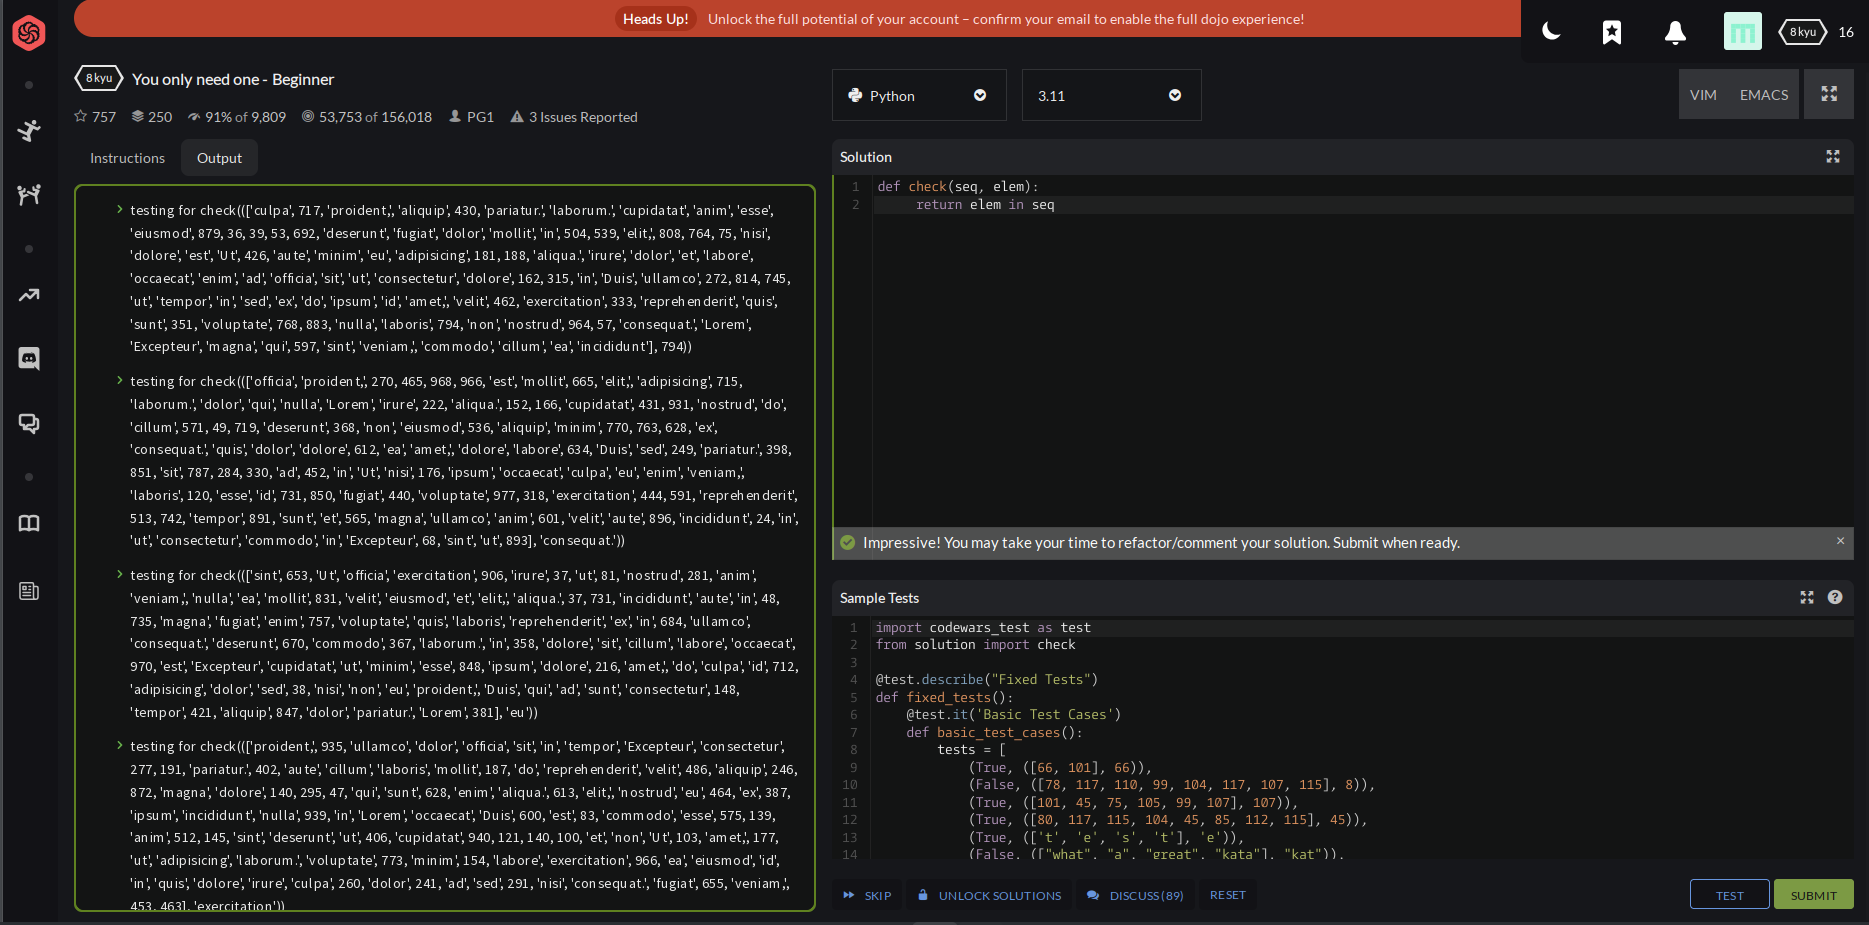 Heads Up! Unlock the full potential of your account – confirm your email to enable the full dojo experience!
8 kyu 16
8 kyu You only need one - Beginner
757 250 91% of 9,809 53,753 of 156,018 PG1 3 Issues Reported
Instructions Output
testing for check((['culpa', 717, 'proident,', 'aliquip', 430, 'pariatur.', 'laborum.', 'cupidatat', 'anim', 'esse',
'eiusmod', 879, 36, 39, 53, 692, 'deserunt', 'fugiat', 'dolor', 'mollit', 'in', 504, 539, 'elit,', 808, 764, 75, 'nisi',
'dolore', 'est', 'Ut', 426, 'aute', 'minim', 'eu', 'adipisicing', 181, 188, 'aliqua.', 'irure', 'dolor', 'et', 'labore',
'occaecat', 'enim', 'ad', 'officia', 'sit', 'ut', 'consectetur', 'dolore', 162, 315, 'in', 'Duis', 'ullamco', 272, 814, 745,
'ut', 'tempor', 'in', 'sed', 'ex', 'do', 'ipsum', 'id', 'amet,', 'velit', 462, 'exercitation', 333, 'reprehenderit', 'quis',
'sunt', 351, 'voluptate', 768, 883, 'nulla', 'laboris', 794, 'non', 'nostrud', 964, 57, 'consequat.', 'Lorem',
'Excepteur', 'magna', 'qui', 597, 'sint', 'veniam,', 'commodo', 'cillum', 'ea', 'incididunt'], 794))
testing for check((['officia', 'proident,', 270, 465, 968, 966, 'est', 'mollit', 665, 'elit,', 'adipisicing', 715,
'laborum.', 'dolor', 'qui', 'nulla', 'Lorem', 'irure', 222, 'aliqua.', 152, 166, 'cupidatat', 431, 931, 'nostrud', 'do',
'cillum', 571, 49, 719, 'deserunt', 368, 'non', 'eiusmod', 536, 'aliquip', 'minim', 770, 763, 628, 'ex',
'consequat.', 'quis', 'dolor', 'dolore', 612, 'ea', 'amet,', 'dolore', 'labore', 634, 'Duis', 'sed', 249, 'pariatur.', 398,
851, 'sit', 787, 284, 330, 'ad', 452, 'in', 'Ut', 'nisi', 176, 'ipsum', 'occaecat', 'culpa', 'eu', 'enim', 'veniam,',
'laboris', 120, 'esse', 'id', 731, 850, 'fugiat', 440, 'voluptate', 977, 318, 'exercitation', 444, 591, 'reprehenderit',
513, 742, 'tempor', 891, 'sunt', 'et', 565, 'magna', 'ullamco', 'anim', 601, 'velit', 'aute', 896, 'incididunt', 24, 'in',
'ut', 'consectetur', 'commodo', 'in', 'Excepteur', 68, 'sint', 'ut', 893], 'consequat.'))
testing for check((['sint', 653, 'Ut', 'officia', 'exercitation', 906, 'irure', 37, 'ut', 81, 'nostrud', 281, 'anim',
'veniam,', 'nulla', 'ea', 'mollit', 831, 'velit', 'eiusmod', 'et', 'elit,', 'aliqua.', 37, 731, 'incididunt', 'aute', 'in', 48,
735, 'magna', 'fugiat', 'enim', 757, 'voluptate', 'quis', 'laboris', 'reprehenderit', 'ex', 'in', 684, 'ullamco',
'consequat.', 'deserunt', 670, 'commodo', 367, 'laborum.', 'in', 358, 'dolore', 'sit', 'cillum', 'labore', 'occaecat',
970, 'est', 'Excepteur', 'cupidatat', 'ut', 'minim', 'esse', 848, 'ipsum', 'dolore', 216, 'amet,', 'do', 'culpa', 'id', 712,
'adipisicing', 'dolor', 'sed', 38, 'nisi', 'non', 'eu', 'proident,', 'Duis', 'qui', 'ad', 'sunt', 'consectetur', 148,
'tempor', 421, 'aliquip', 847, 'dolor', 'pariatur.', 'Lorem', 381], 'eu'))
testing for check((['proident,', 935, 'ullamco', 'dolor', 'officia', 'sit', 'in', 'tempor', 'Excepteur', 'consectetur',
277, 191, 'pariatur.', 402, 'aute', 'cillum', 'laboris', 'mollit', 187, 'do', 'reprehenderit', 'velit', 486, 'aliquip', 246,
872, 'magna', 'dolore', 140, 295, 47, 'qui', 'sunt', 628, 'enim', 'aliqua.', 613, 'elit,', 'nostrud', 'eu', 464, 'ex', 387,
'ipsum', 'incididunt', 'nulla', 939, 'in', 'Lorem', 'occaecat', 'Duis', 600, 'est', 83, 'commodo', 'esse', 575, 139,
'anim', 512, 145, 'sint', 'deserunt', 'ut', 406, 'cupidatat', 940, 121, 140, 100, 'et', 'non', 'Ut', 103, 'amet,', 177,
'ut', 'adipisicing', 'laborum.', 'voluptate', 773, 'minim', 154, 'labore', 'exercitation', 966, 'ea', 'eiusmod', 'id',
'in', 'quis', 'dolore', 'irure', 'culpa', 260, 'dolor', 241, 'ad', 'sed', 291, 'nisi', 'consequat.', 'fugiat', 655, 'veniam,',
453, 463], 'exercitation'))
Python 3.11 VIM EMACS
Solution
1 def check(seq, elem):
2 return elem in seq
Impressive! You may take your time to refactor/comment your solution. Submit when ready. ×
Sample Tests
1 import codewars_test as test
2 from solution import check
3
4 @test.describe("Fixed Tests")
5 def fixed_tests():
6 @test.it('Basic Test Cases')
7 def basic_test_cases():
8 tests = [
9 (True, ([66, 101], 66)),
10 (False, ([78, 117, 110, 99, 104, 117, 107, 115], 8)),
11 (True, ([101, 45, 75, 105, 99, 107], 107)),
12 (True, ([80, 117, 115, 104, 45, 85, 112, 115], 45)),
13 (True, (['t', 'e', 's', 't'], 'e')),
14 (False, (["what", "a", "great", "kata"], "kat")),
SKIP UNLOCK SOLUTIONS DISCUSS (89) RESET TEST SUBMIT